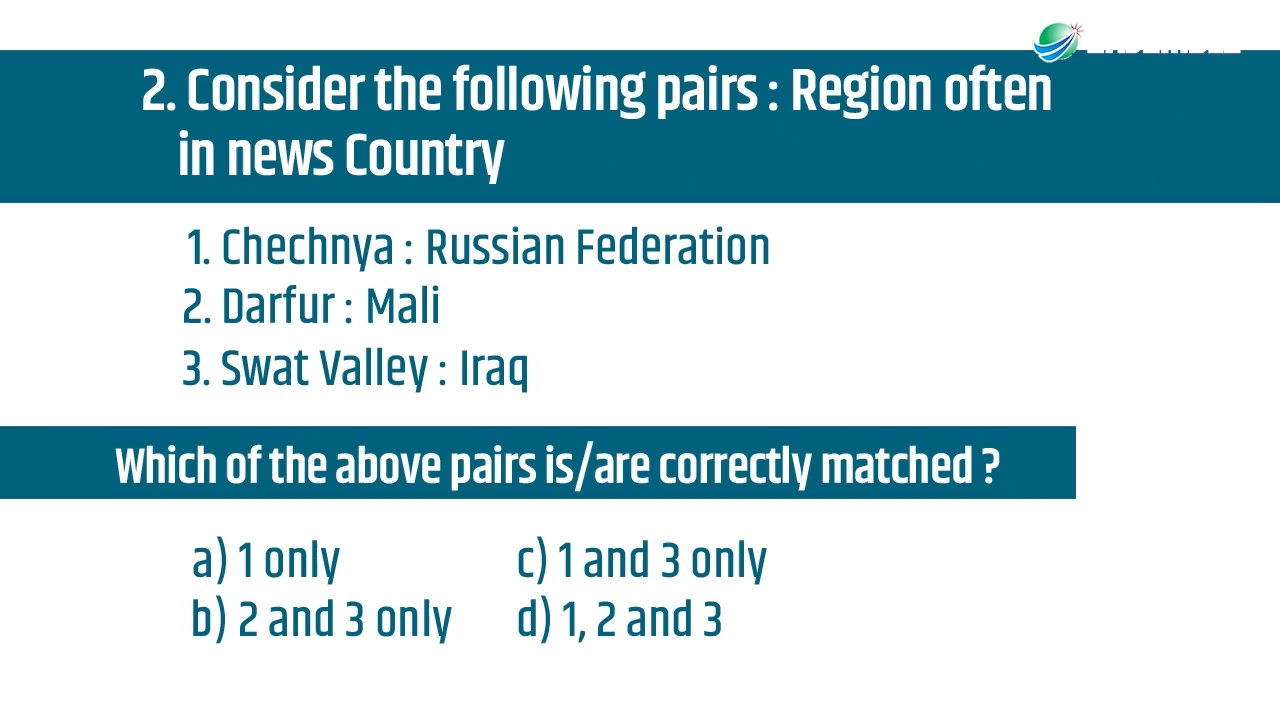 2. Consider the following pairs : Region often
in news Country
1. Chechnya : Russian Federation
2. Darfur : Mali
3. Swat Valley : Iraq
Which of the above pairs is/are correctly matched ?
a) 1 only
b) 2 and 3 only
c) 1 and 3 only
d) 1, 2 and 3